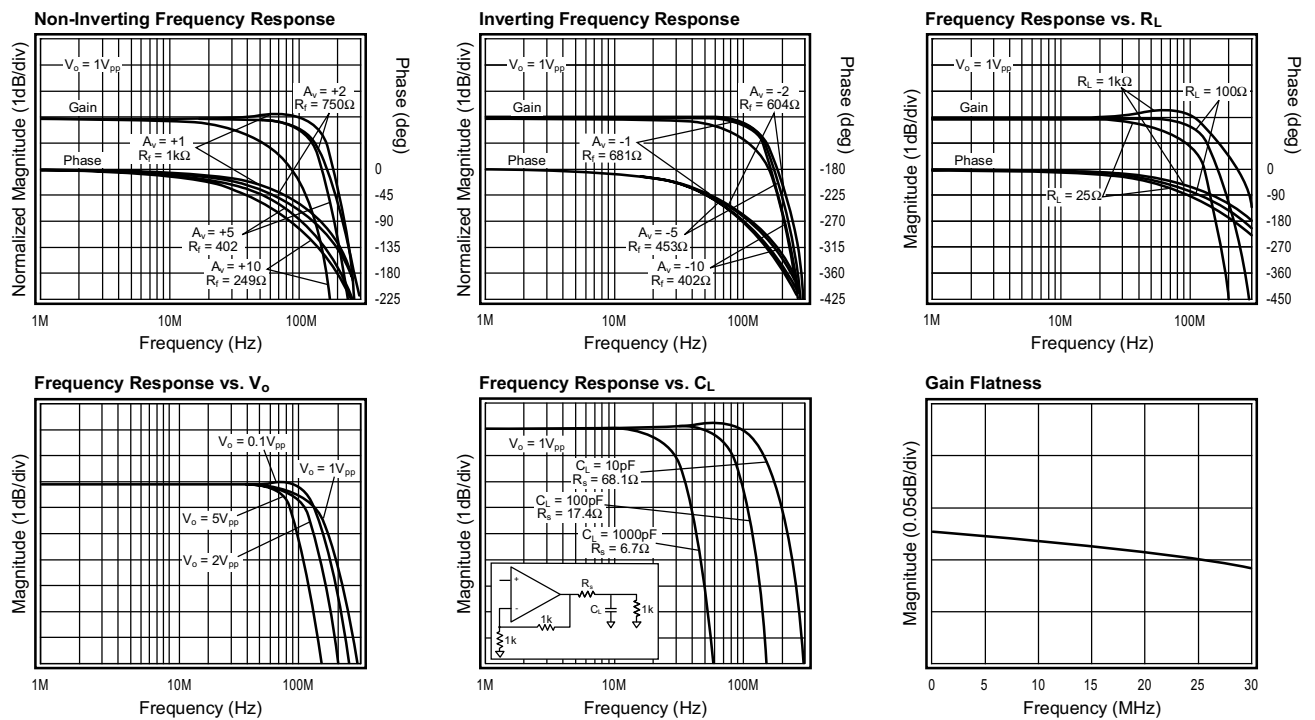 Non-Inverting Frequency Response
Normalized Magnitude (1dB/div)
Phase (deg)
Vo = 1Vpp
Gain
Phase
Av = +2
Rf = 750Ω
Av = +1
Rf = 1kΩ
Av = +5
Rf = 402
Av = +10
Rf = 249Ω
0
-45
-90
-135
-180
-225
1M
10M
100M
Frequency (Hz)
Inverting Frequency Response
Normalized Magnitude (1dB/div)
Phase (deg)
Vo = 1Vpp
Gain
Phase
Av = -2
Rf = 604Ω
Av = -1
Rf = 681Ω
Av = -5
Rf = 453Ω
Av = -10
Rf = 402Ω
-180
-225
-270
-315
-360
-425
1M
10M
100M
Frequency (Hz)
Frequency Response vs. RL
Magnitude (1dB/div)
Phase (deg)
Vo = 1Vpp
Gain
Phase
RL = 1kΩ
RL = 100Ω
RL = 25Ω
0
-90
-180
-270
-360
-450
1M
10M
100M
Frequency (Hz)
Frequency Response vs. Vo
Magnitude (1dB/div)
Vo = 0.1Vpp
Vo = 1Vpp
Vo = 5Vpp
Vo = 2Vpp
1M
10M
100M
Frequency (Hz)
Frequency Response vs. CL
Magnitude (1dB/div)
Vo = 1Vpp
CL = 10pF
Rs = 68.1Ω
CL = 100pF
Rs = 17.4Ω
CL = 1000pF
Rs = 6.7Ω
+
-
Rs
CL
1k
1k
1k
1M
10M
100M
Frequency (Hz)
Gain Flatness
Magnitude (0.05dB/div)
0
5
10
15
20
25
30
Frequency (MHz)